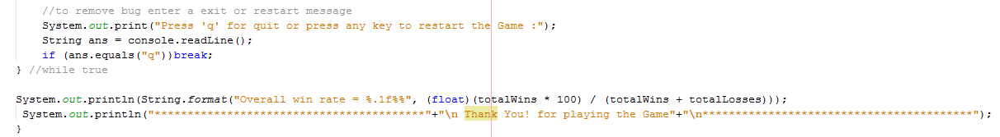 //to remove bug enter a exit or restart message
System.out.print("Press 'q' for quit or press any key to restart the Game :");
String ans = console.readLine();
if (ans.equals("q"))break;
} //while true
System.out.println(String.format("Overall win rate = %.1f%%", (float)(totalWins * 100) / (totalWins + totalLosses)));
System.out.println("*****************************************"+"\n Thank You! for playing the Game"+"\n*****************************************");
}